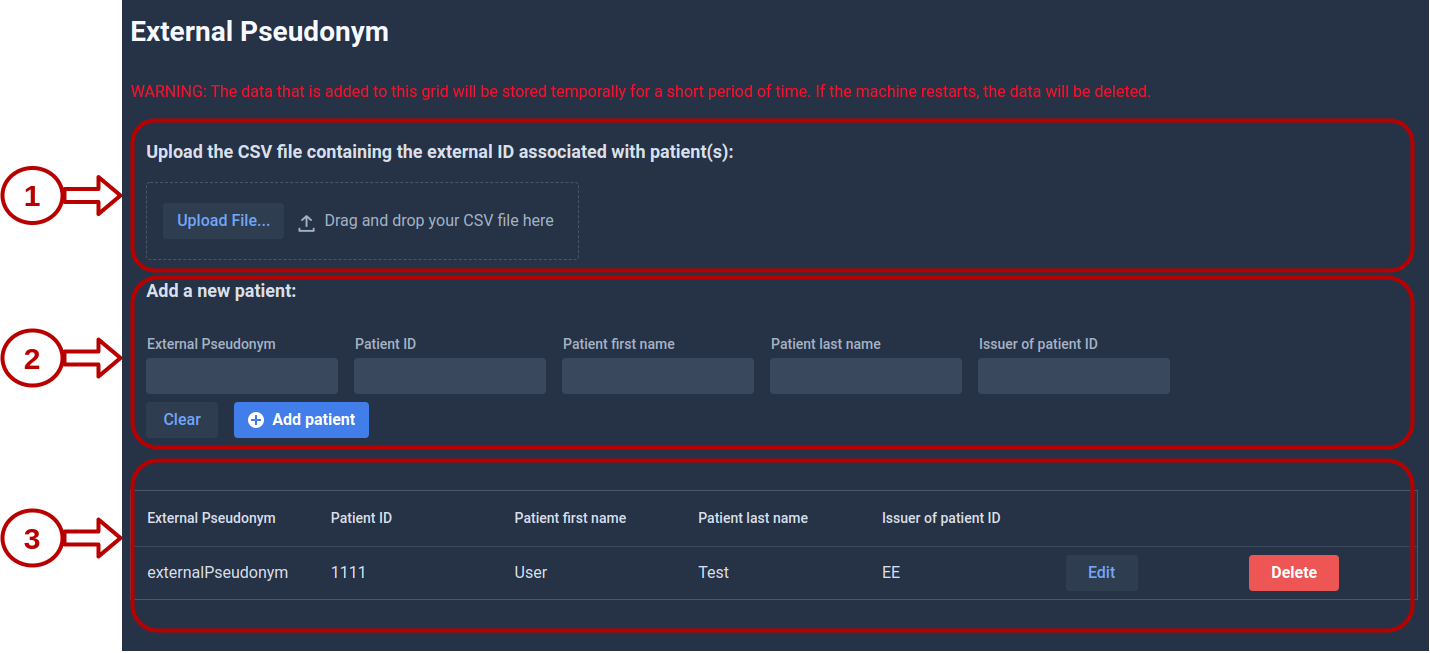 External Pseudonym
WARNING: The data that is added to this grid will be stored temporally for a short period of time. If the machine restarts, the data will be deleted.
1
Upload the CSV file containing the external ID associated with patient(s):
Upload File... Drag and drop your CSV file here
2
Add a new patient:
External Pseudonym Patient ID Patient first name Patient last name Issuer of patient ID
Clear Add patient
3
External Pseudonym Patient ID Patient first name Patient last name Issuer of patient ID
externalPseudonym 1111 User Test EE Edit Delete